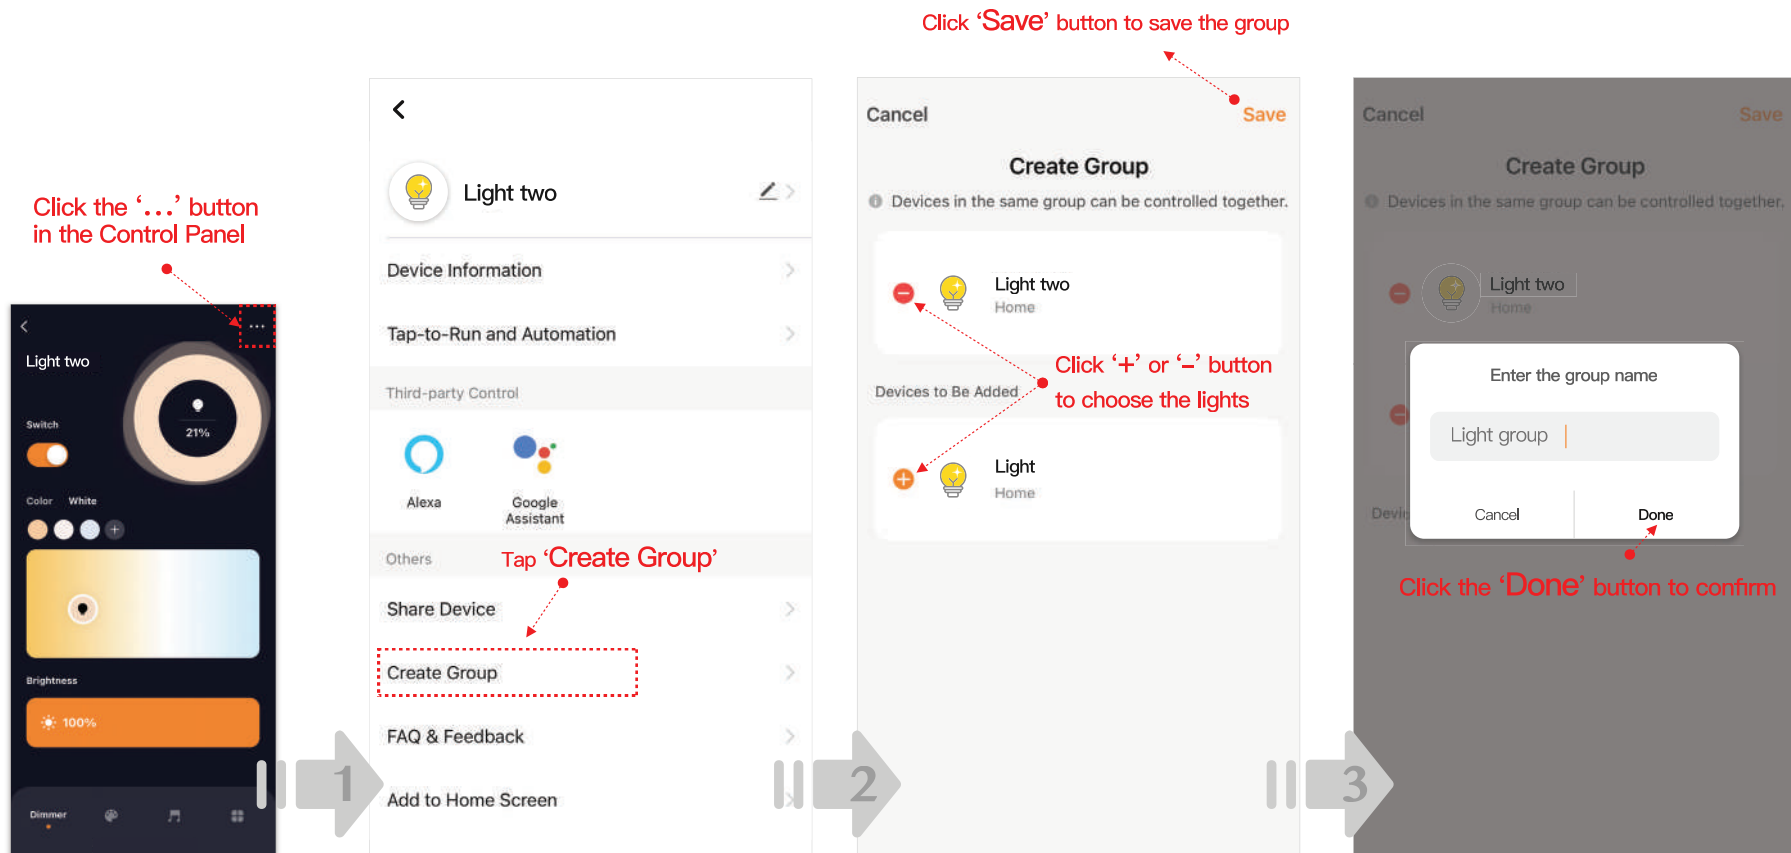 Click 'Save' button to save the group
Click the '...' button
in the Control Panel
...
Light two
21%
Switch
Color White
Brightness
100%
Dimmer
1
Light two
Device Information
Tap-to-Run and Automation
Third-party Control
Alexa
Google
Assistant
Others
Tap 'Create Group'
Share Device
Create Group
FAQ & Feedback
Add to Home Screen
2
Cancel
Save
Create Group
Devices in the same group can be controlled together.
Light two
Home
Click '+' or '–' button
to choose the lights
Devices to Be Added
Light
Home
3
Cancel
Save
Create Group
Devices in the same group can be controlled together.
Light two
Home
Enter the group name
Light group
Cancel
Done
Click the 'Done' button to confirm